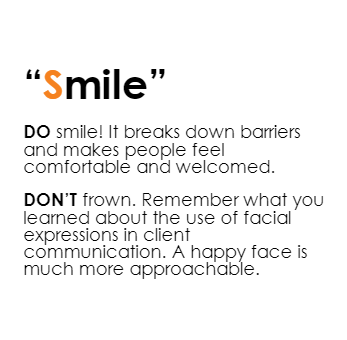 “Smile”
DO smile! It breaks down barriers
and makes people feel
comfortable and welcomed.
DON’T frown. Remember what you
learned about the use of facial
expressions in client
communication. A happy face is
much more approachable.